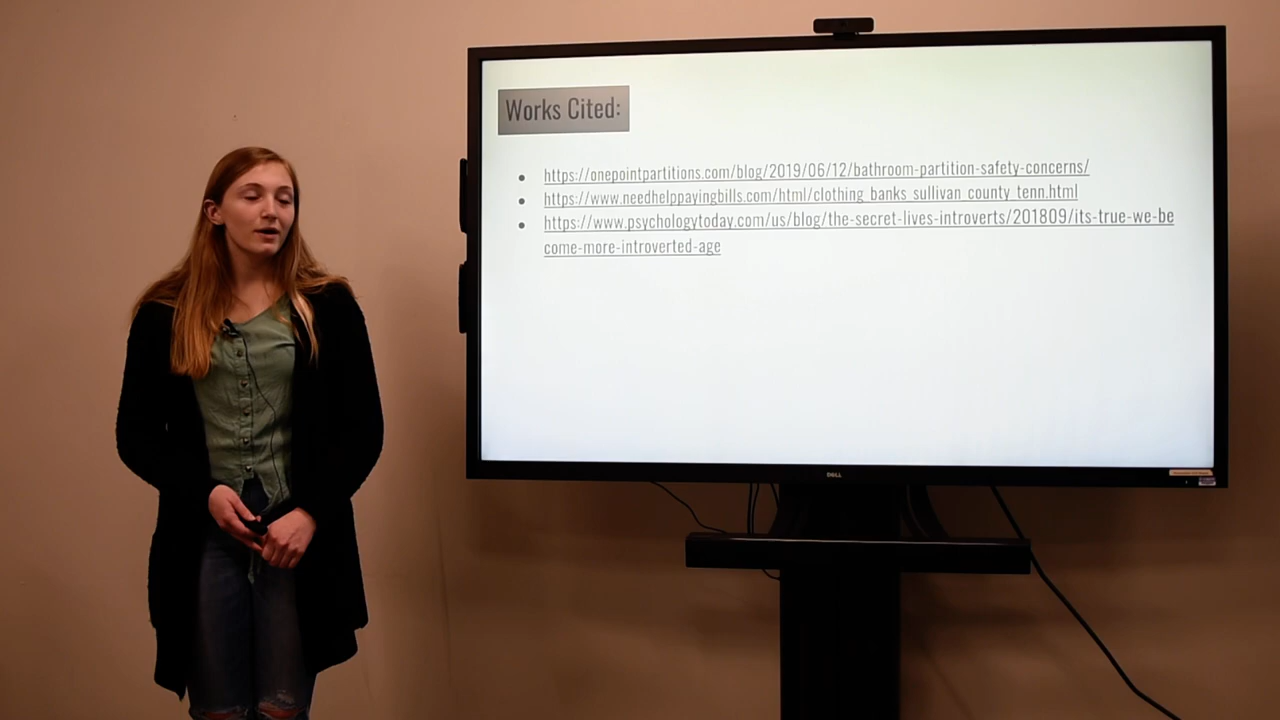 Works Cited:
https://onepointpartitions.com/blog/2019/06/12/bathroom-partition-safety-concerns/
https://www.needhelppayingbills.com/html/clothing_banks_sullivan_county_tenn.html
https://www.psychologytoday.com/us/blog/the-secret-lives-introverts/201809/its-true-we-be
come-more-introverted-age
DELL